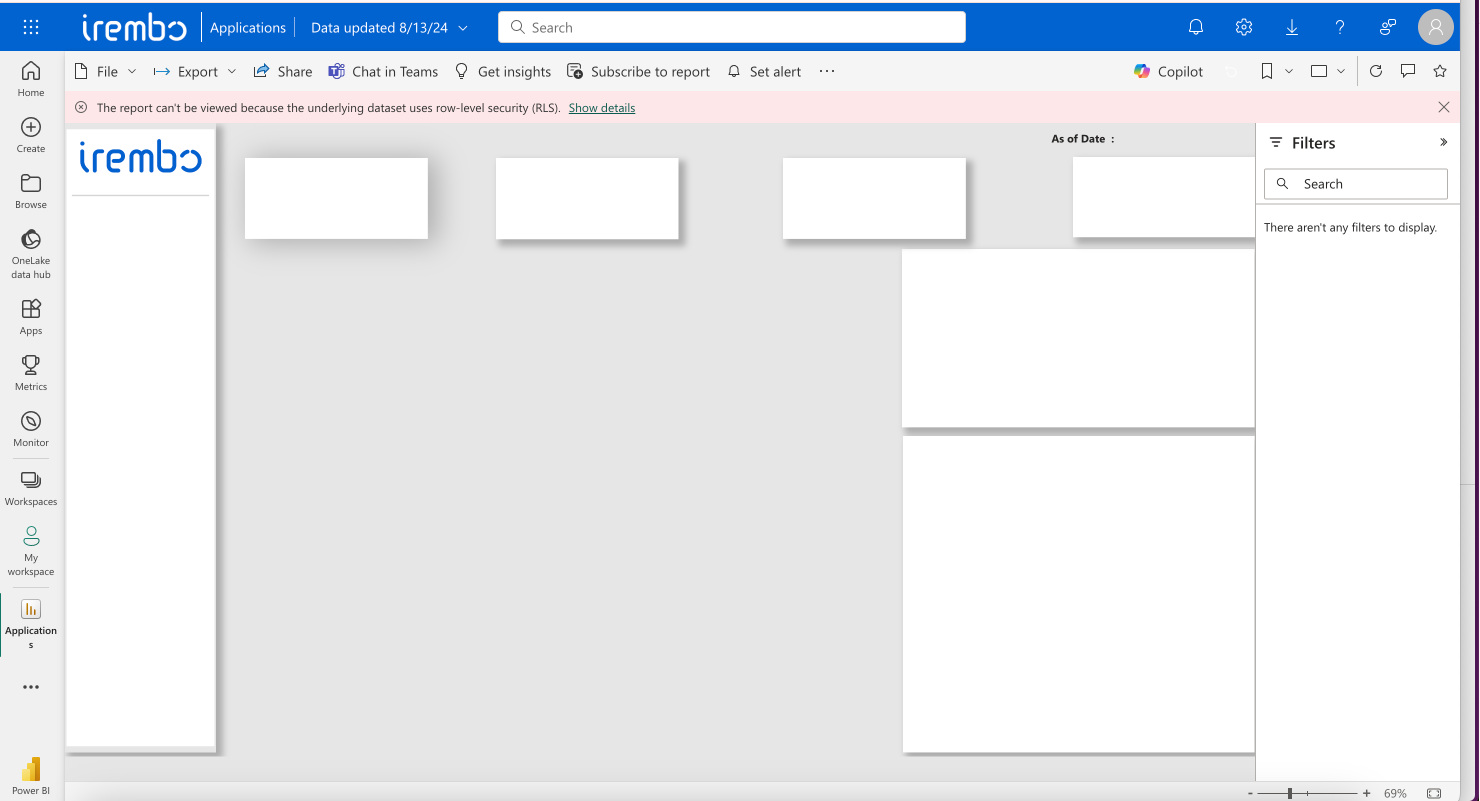 irembo Applications Data updated 8/13/24 Search
File Export Share Chat in Teams Get insights Subscribe to report Set alert ··· Copilot
The report can't be viewed because the underlying dataset uses row-level security (RLS). Show details
Home
Create
Browse
OneLake
data hub
Apps
Metrics
Monitor
Workspaces
My
workspace
Application
s
Power BI
irembo
As of Date :
Filters
Search
There aren't any filters to display.
- + 69%